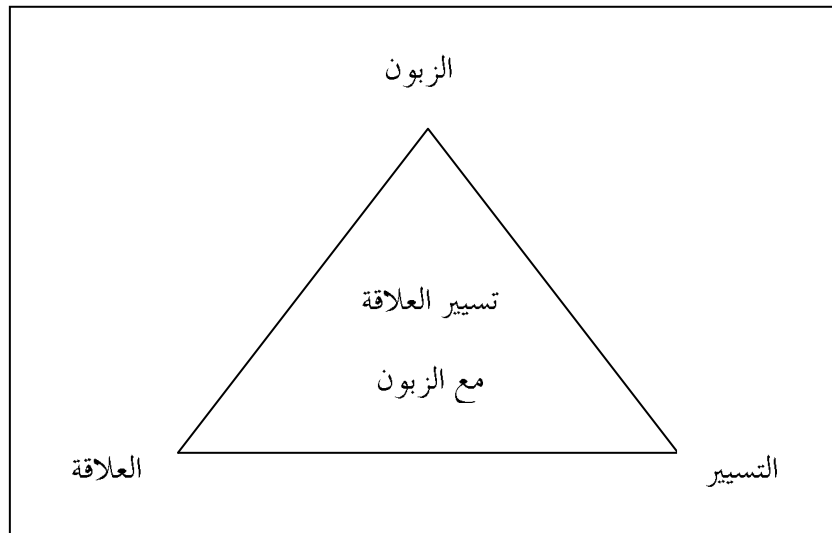 الزبون
تسيير العلاقة
مع الزبون
التسيير
العلاقة